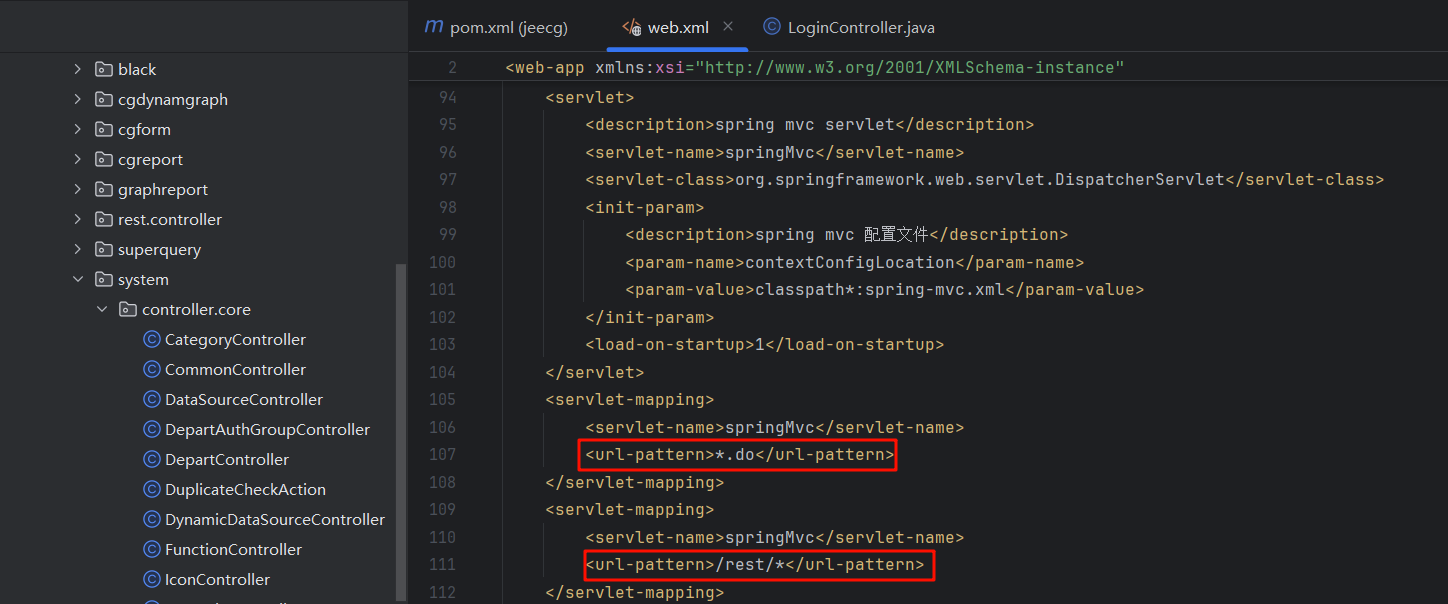 pom.xml (jeecg)
web.xml
LoginController.java
black
cgdynamgraph
cgform
cgreport
graphreport
rest.controller
superquery
system
controller.core
CategoryController
CommonController
DataSourceController
DepartAuthGroupController
DepartController
DuplicateCheckAction
DynamicDataSourceController
FunctionController
IconController
2 <web-app xmlns:xsi="http://www.w3.org/2001/XMLSchema-instance"
94 <servlet>
95 <description>spring mvc servlet</description>
96 <servlet-name>springMvc</servlet-name>
97 <servlet-class>org.springframework.web.servlet.DispatcherServlet</servlet-class>
98 <init-param>
99 <description>spring mvc 配置文件</description>
100 <param-name>contextConfigLocation</param-name>
101 <param-value>classpath*:spring-mvc.xml</param-value>
102 </init-param>
103 <load-on-startup>1</load-on-startup>
104 </servlet>
105 <servlet-mapping>
106 <servlet-name>springMvc</servlet-name>
107 <url-pattern>*.do</url-pattern>
108 </servlet-mapping>
109 <servlet-mapping>
110 <servlet-name>springMvc</servlet-name>
111 <url-pattern>/rest/*</url-pattern>
112 </servlet-mapping>